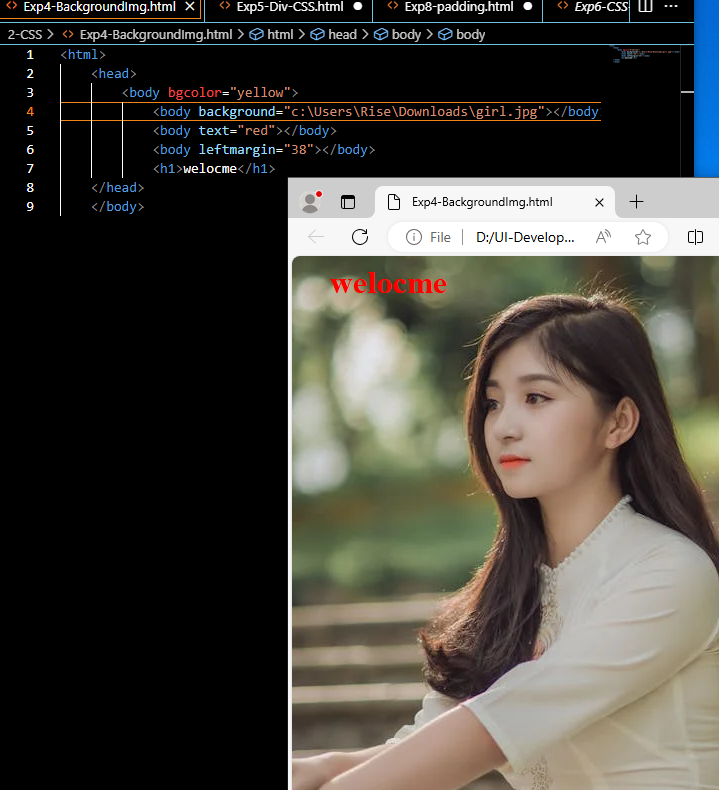 Exp4-BackgroundImg.html Exp5-Div-CSS.html Exp8-padding.html Exp6-CSS
2-CSS > Exp4-BackgroundImg.html > html > head > body > body
1 <html>
2 <head>
3 <body bgcolor="yellow">
4 <body background="c:\Users\Rise\Downloads\girl.jpg"></body
5 <body text="red"></body>
6 <body leftmargin="38"></body>
7 <h1>welocme</h1>
8 </head>
9 </body>
Exp4-BackgroundImg.html
File D:/UI-Develop...
welocme